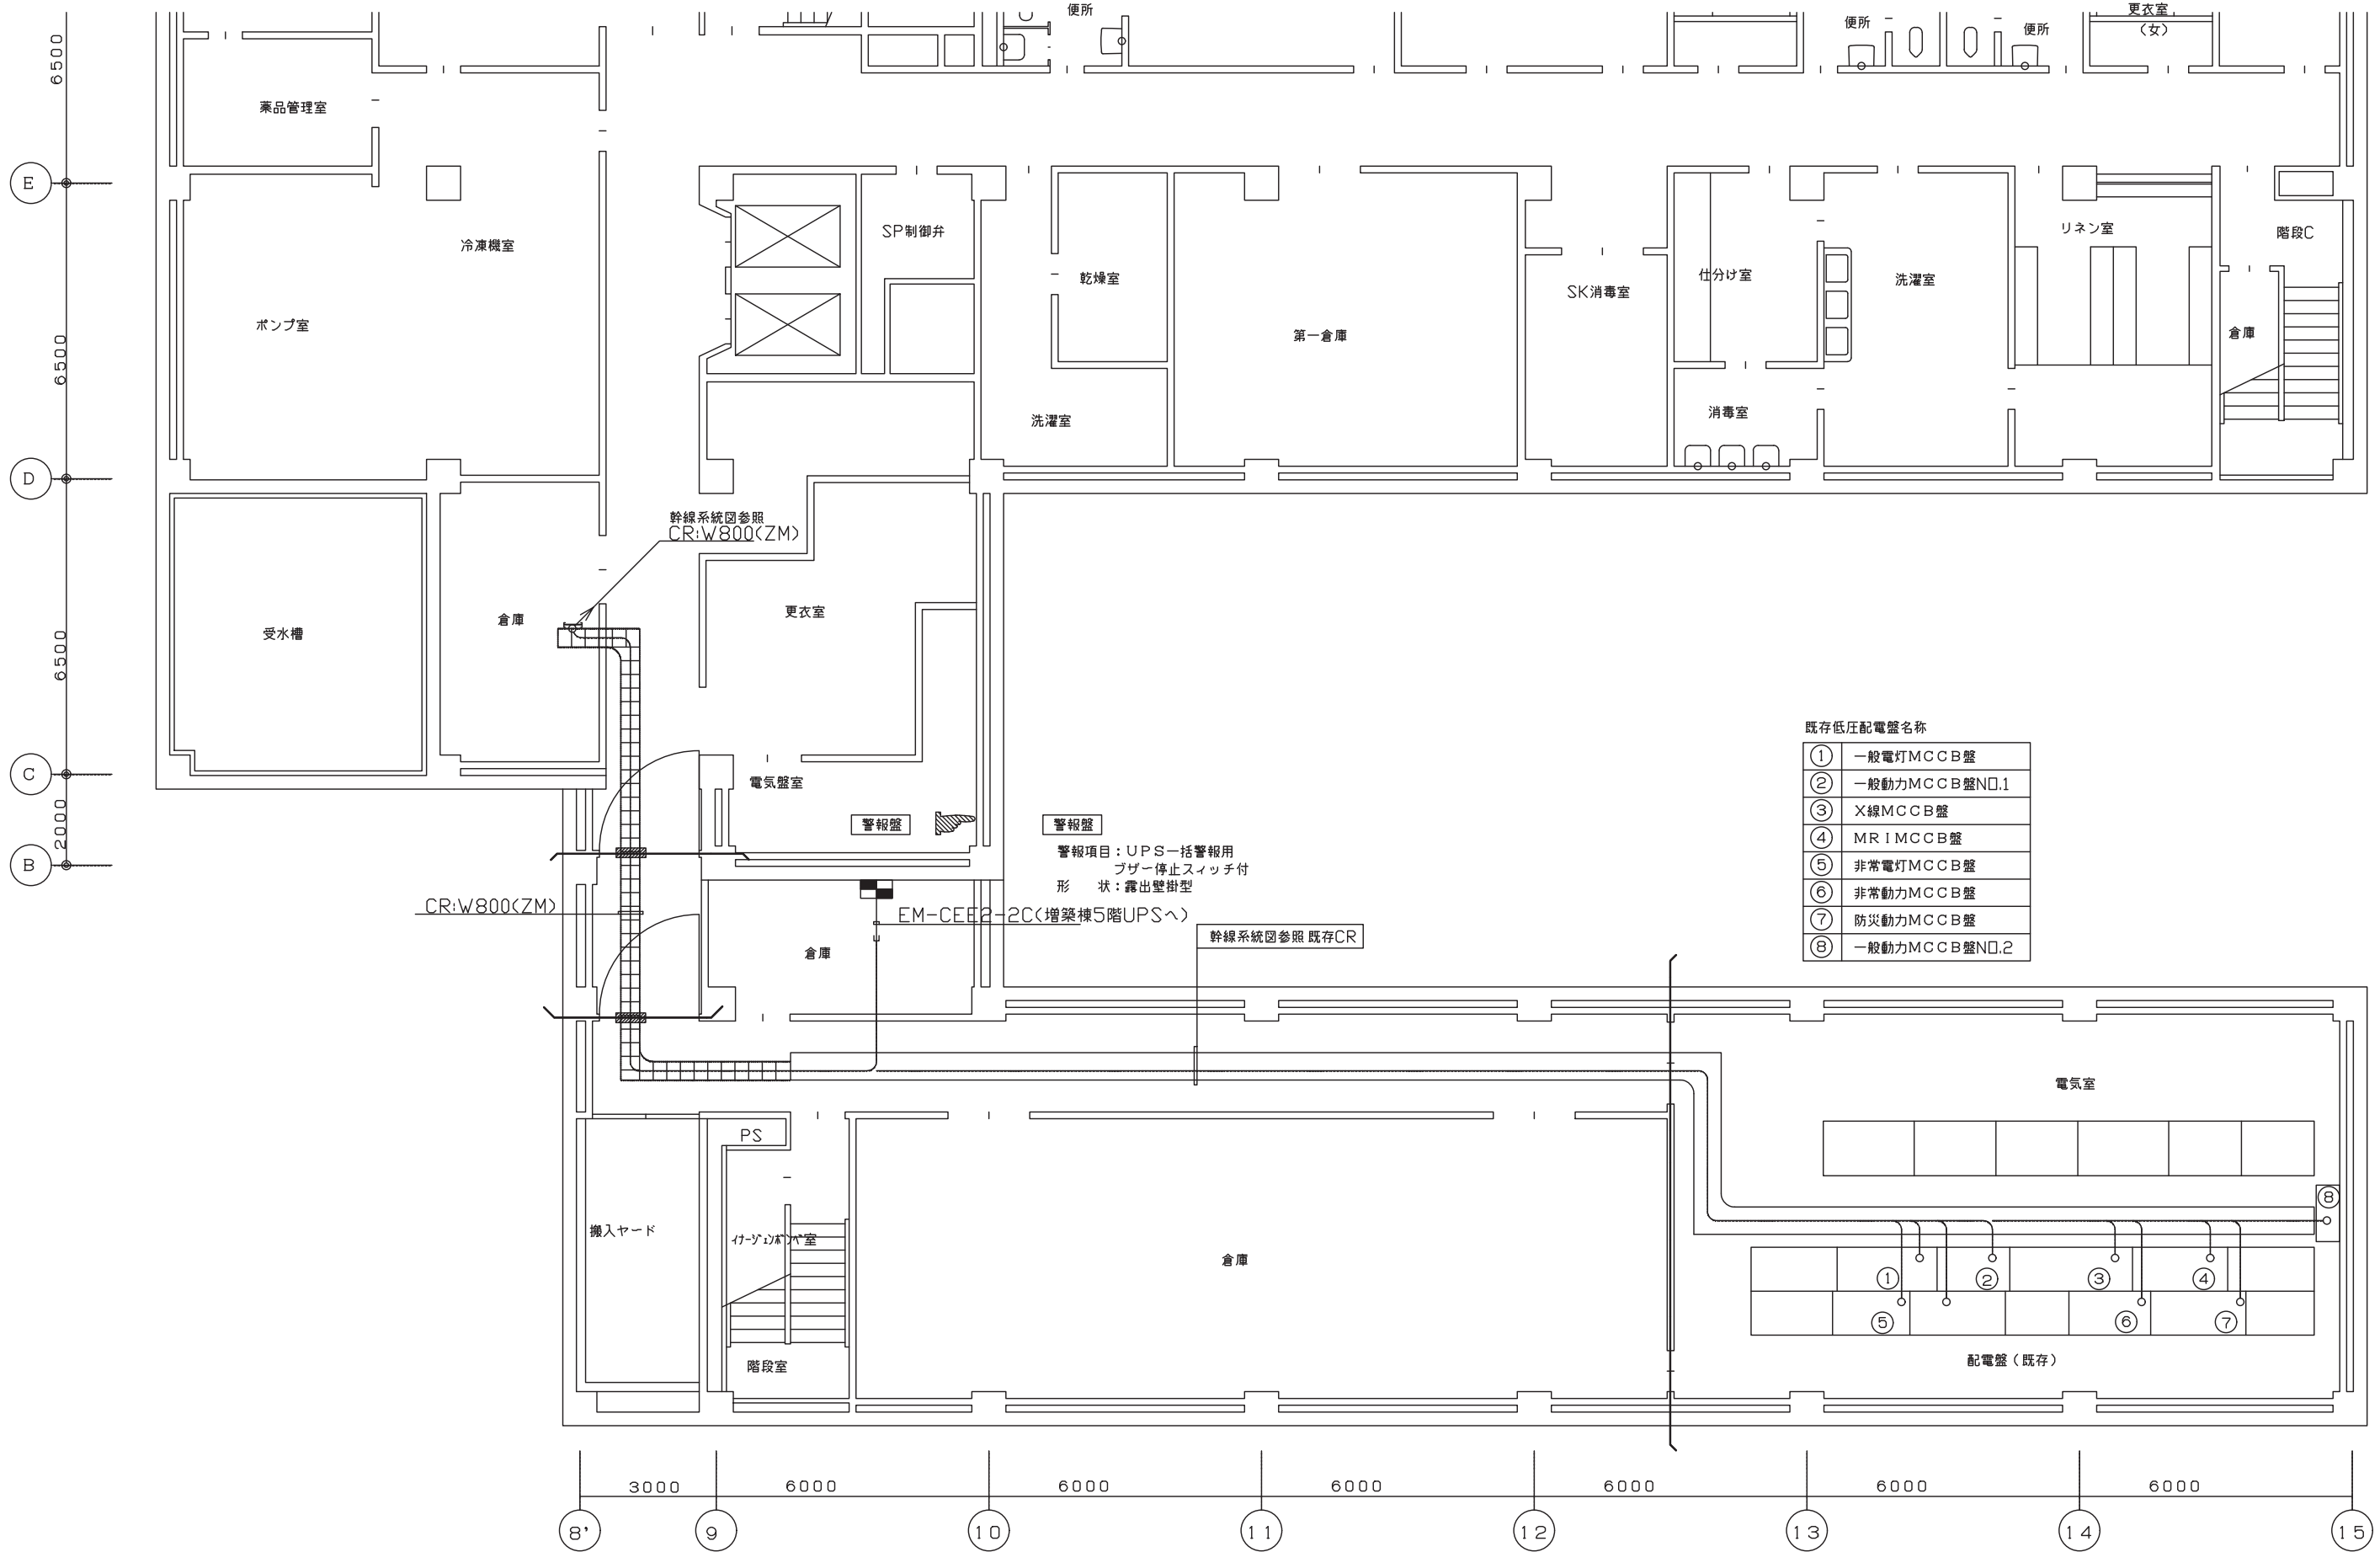 便所
便所
便所
更衣室
(女)
6500
薬品管理室
E
冷凍機室
SP制御弁
乾燥室
仕分け室
洗濯室
リネン室
階段C
SK消毒室
ポンプ室
第一倉庫
倉庫
6500
洗濯室
消毒室
D
幹線系統図参照
CR:W800(ZM)
更衣室
倉庫
受水槽
6500
C
電気盤室
2000
B
警報盤
警報盤
警報項目:UPS一括警報用
ブザー停止スィッチ付
形 状:露出壁掛型
既存低圧配電盤名称
① 一般電灯MCCB盤
② 一般動力MCCB盤NO.1
③ X線MCCB盤
④ MRIMCCB盤
⑤ 非常電灯MCCB盤
⑥ 非常動力MCCB盤
⑦ 防災動力MCCB盤
⑧ 一般動力MCCB盤NO.2
CR:W800(ZM)
EM-CEE2-2C(増築棟5階UPSへ)
幹線系統図参照 既存CR
倉庫
電気室
PS
⑧
搬入ヤード
イナージェンボンベ室
倉庫
① ② ③ ④
⑤ ⑥ ⑦
階段室
配電盤(既存)
3000 6000 6000 6000 6000 6000 6000
8' 9 10 11 12 13 14 15